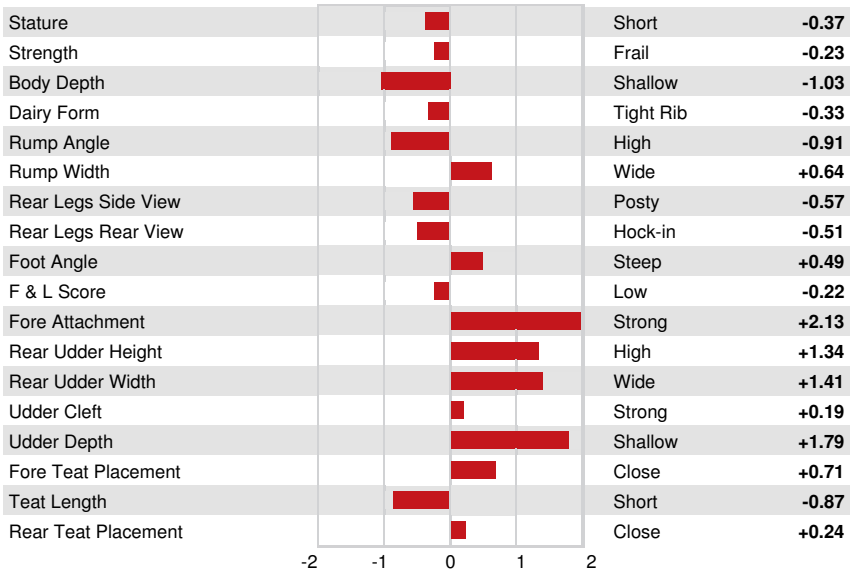 Stature Short -0.37
Strength Frail -0.23
Body Depth Shallow -1.03
Dairy Form Tight Rib -0.33
Rump Angle High -0.91
Rump Width Wide +0.64
Rear Legs Side View Posty -0.57
Rear Legs Rear View Hock-in -0.51
Foot Angle Steep +0.49
F & L Score Low -0.22
Fore Attachment Strong +2.13
Rear Udder Height High +1.34
Rear Udder Width Wide +1.41
Udder Cleft Strong +0.19
Udder Depth Shallow +1.79
Fore Teat Placement Close +0.71
Teat Length Short -0.87
Rear Teat Placement Close +0.24
-2 -1 0 1 2